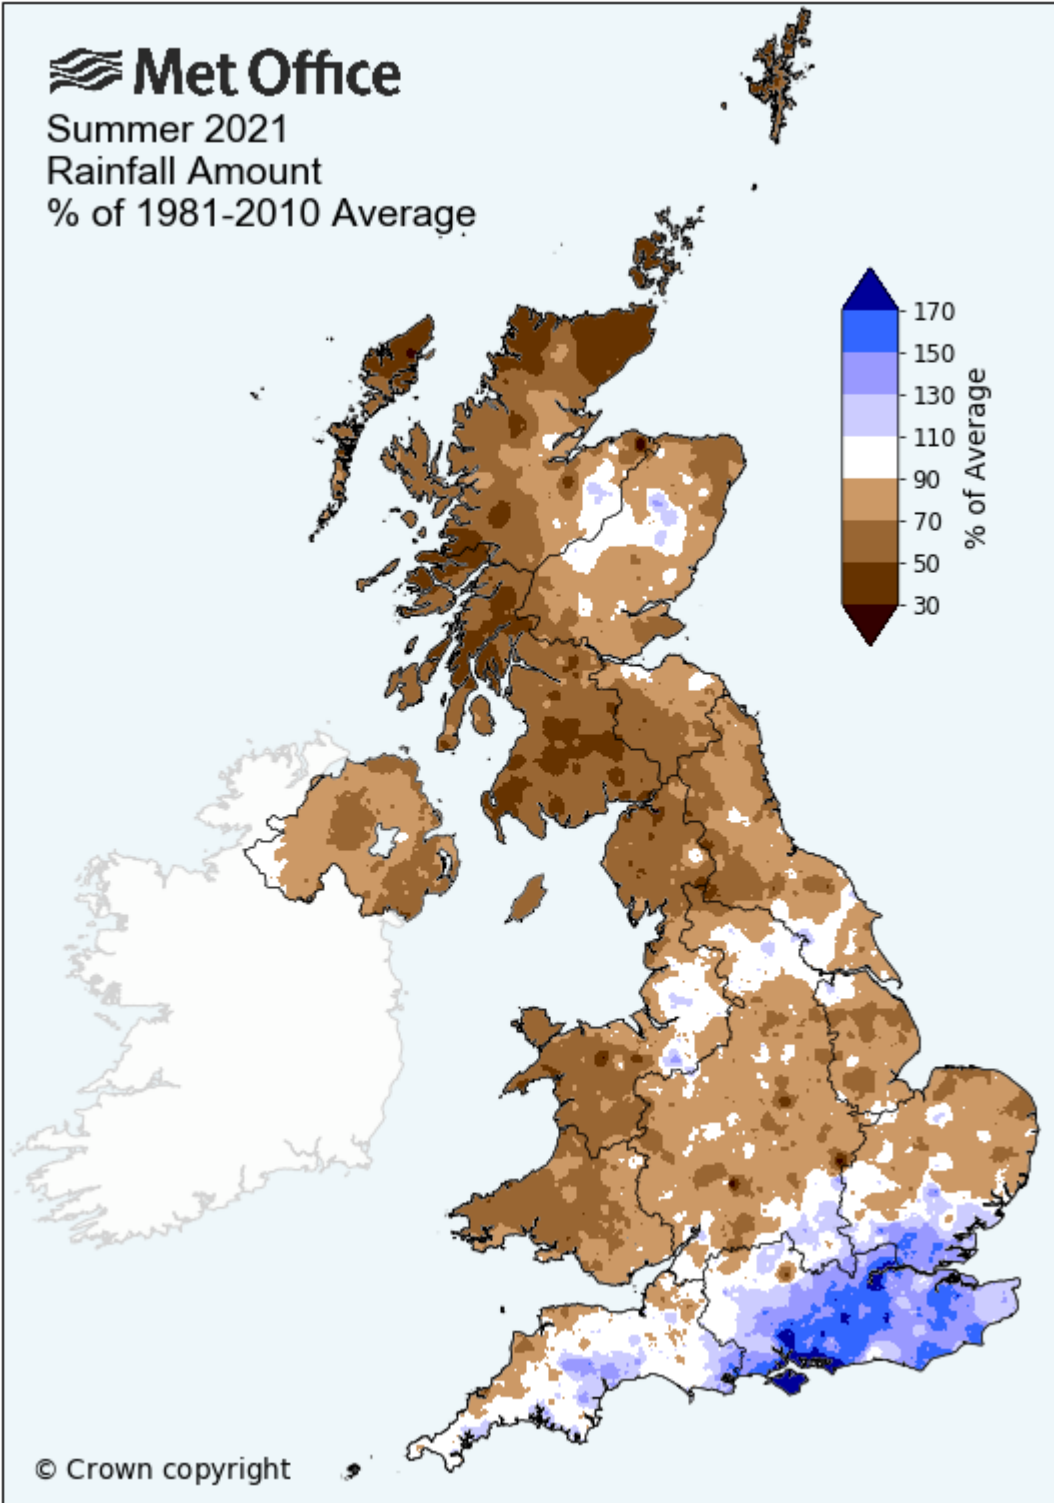 Met Office
Summer 2021
Rainfall Amount
% of 1981-2010 Average
170
150
130
110
90
70
50
30
% of Average
© Crown copyright